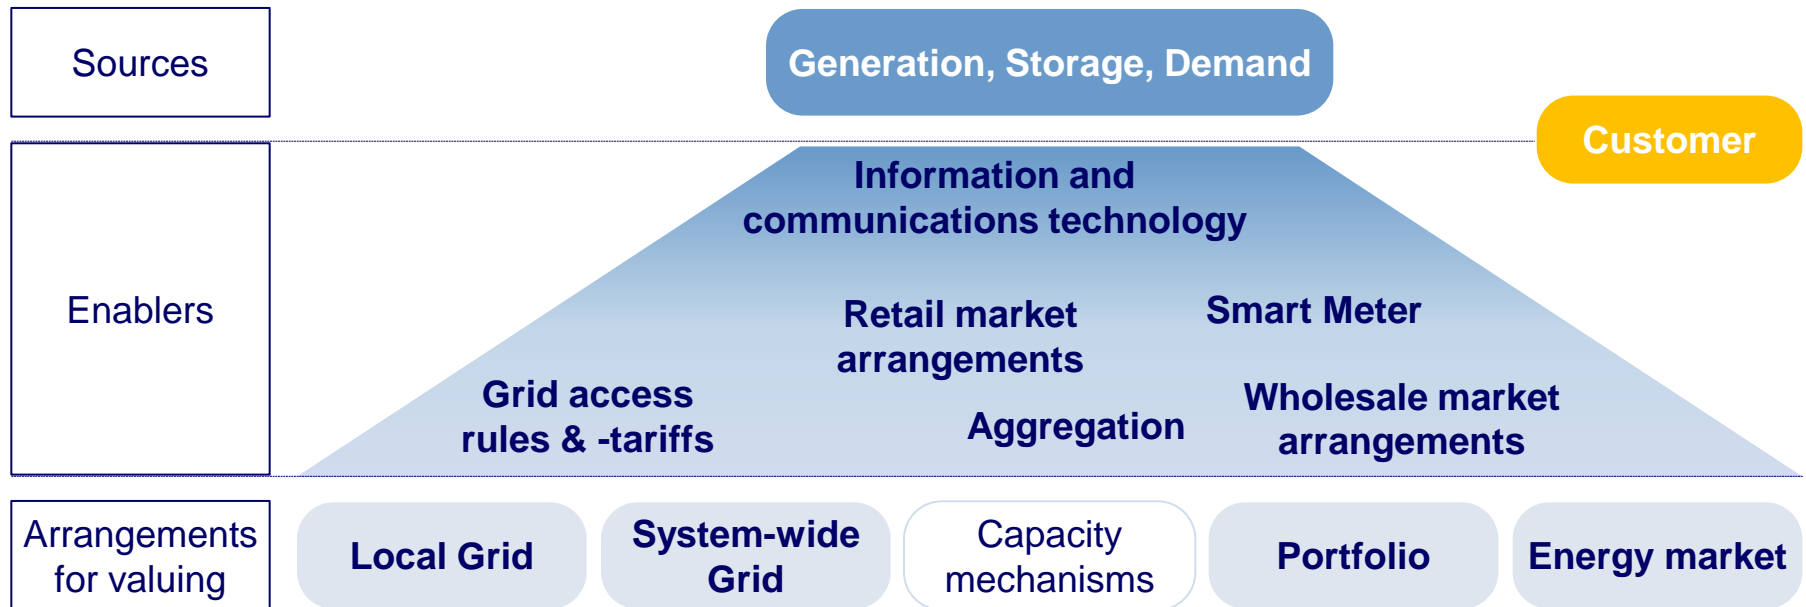 Sources
Generation, Storage, Demand
Customer
Enablers
Information and
communications technology
Retail market
arrangements
Smart Meter
Grid access
rules & -tariffs
Aggregation
Wholesale market
arrangements
Arrangements
for valuing
Local Grid
System-wide
Grid
Capacity
mechanisms
Portfolio
Energy market